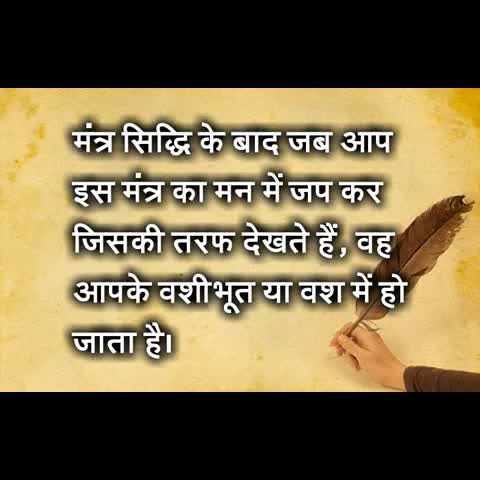 मंत्र सिद्धि के बाद जब आप
इस मंत्र का मन में जप कर
जिसकी तरफ देखते हैं, वह
आपके वशीभूत या वश में हो
जाता है।